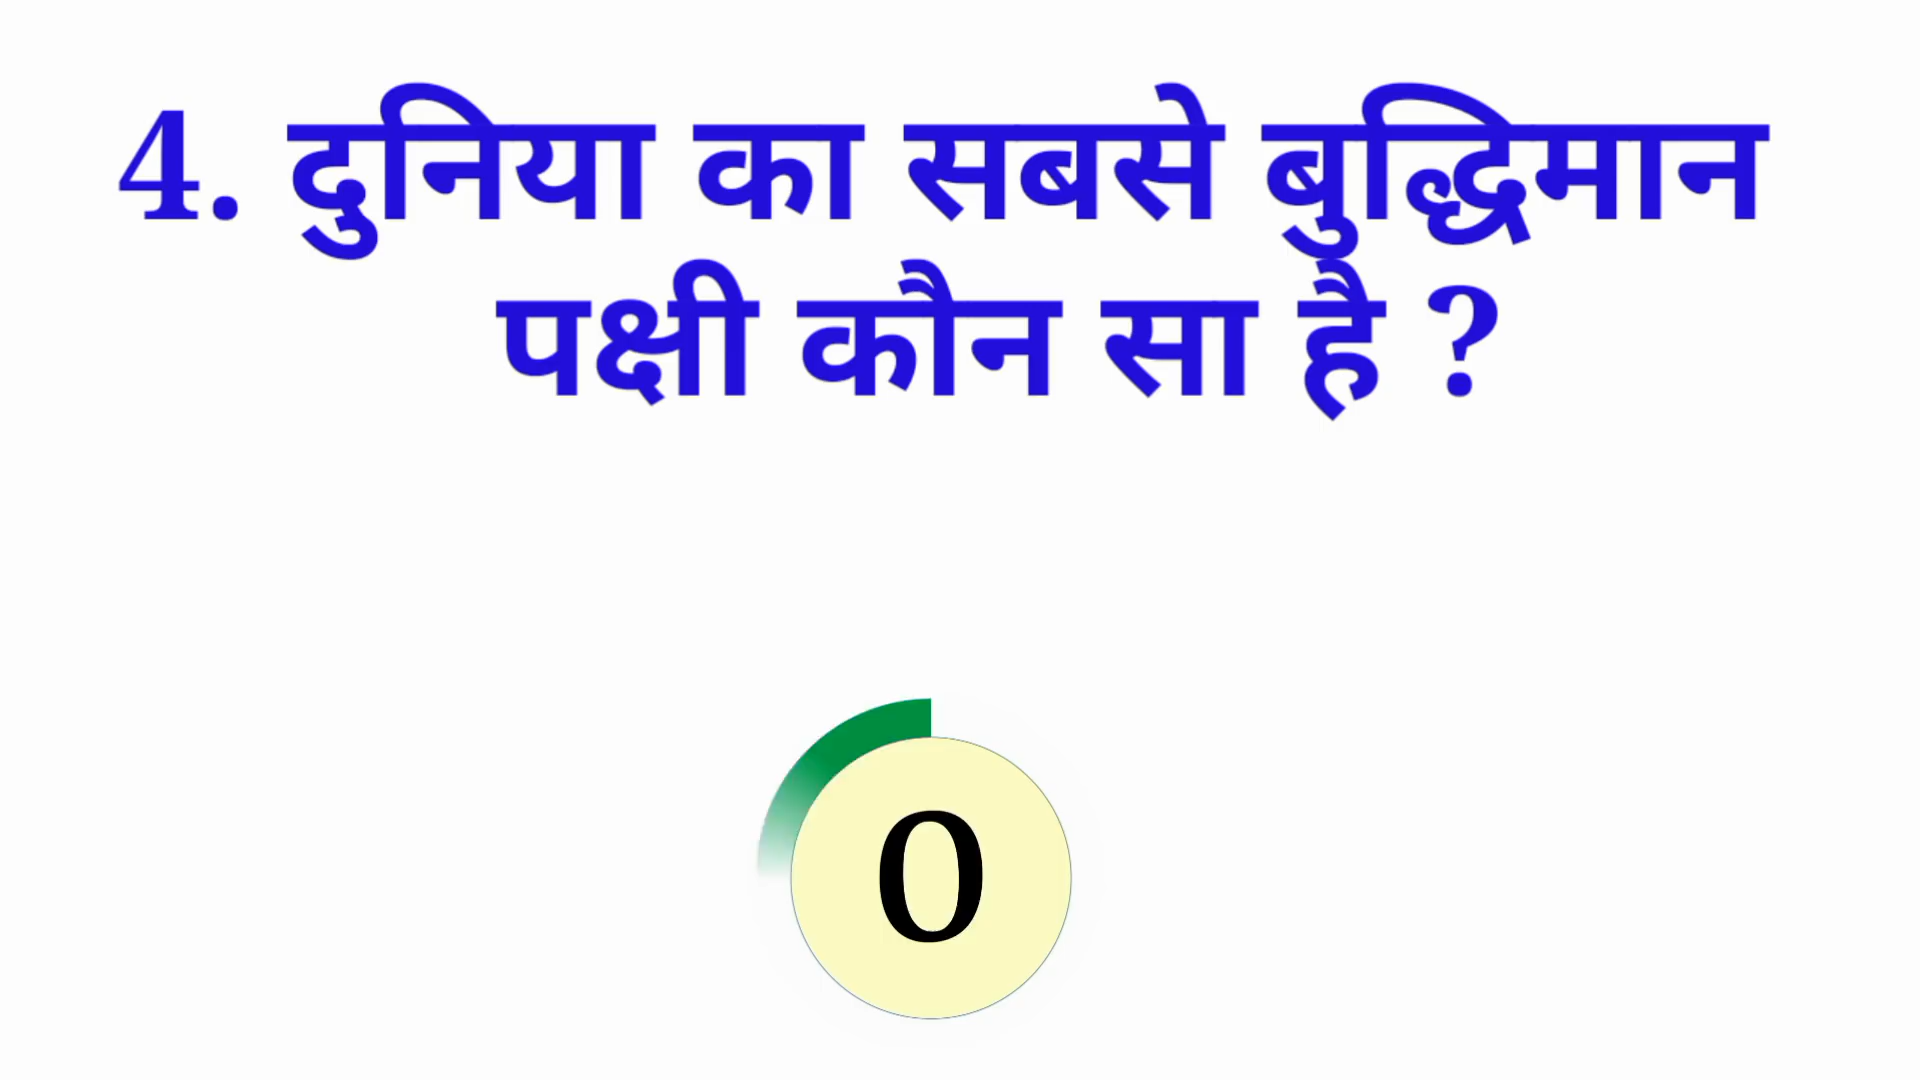 4. दुनिया का सबसे बुद्धिमान
पक्षी कौन सा है ?
0